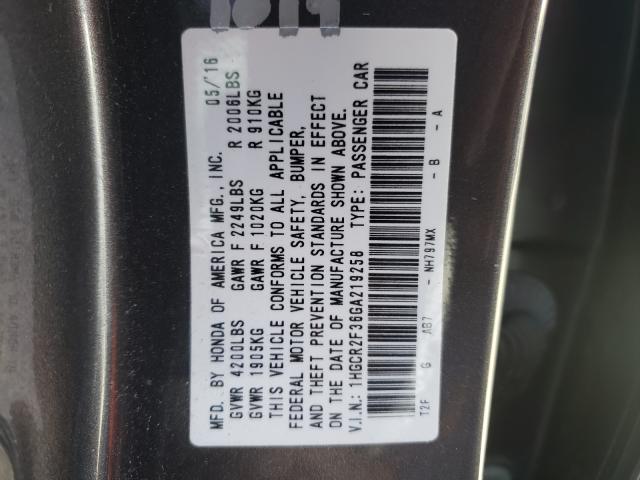 MFD. BY HONDA OF AMERICA MFG., INC. 05/16
GVWR 4200LBS GAWR F 2249LBS R 2006LBS
GVWR 1905KG GAWR F 1020KG R 910KG
THIS VEHICLE CONFORMS TO ALL APPLICABLE
FEDERAL MOTOR VEHICLE SAFETY, BUMPER,
AND THEFT PREVENTION STANDARDS IN EFFECT
ON THE DATE OF MANUFACTURE SHOWN ABOVE.
V.I.N.: 1HGCR2F36GA219258 TYPE: PASSENGER CAR
T2F G AB7 - NH797MX - B - A